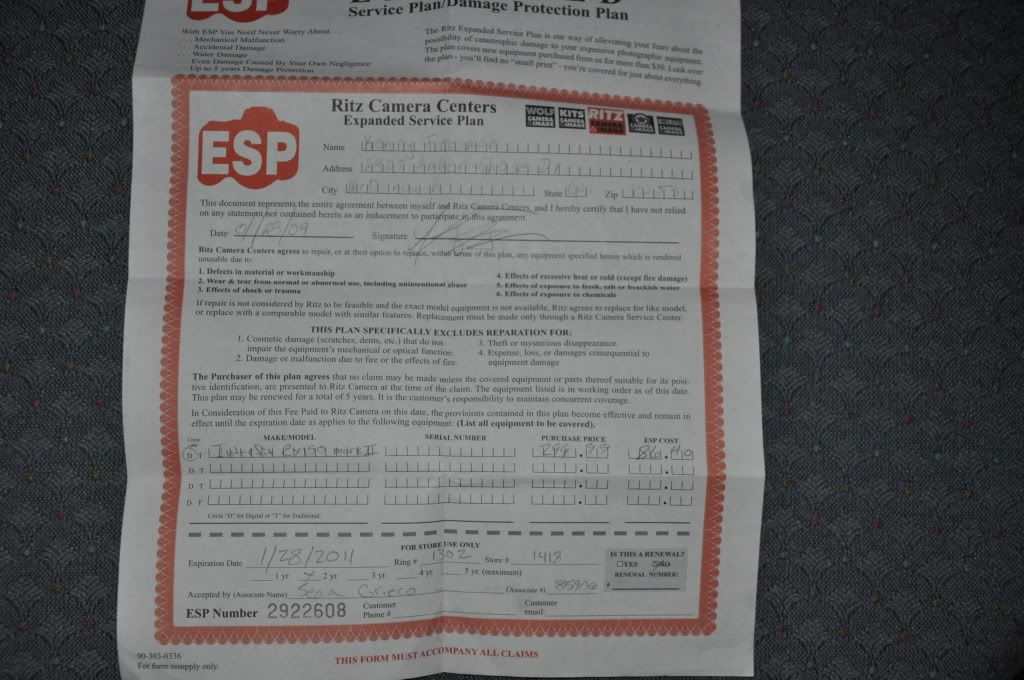 ESP
Service Plan/Damage Protection Plan
With ESP You Need Never Worry About. . .
. . . Mechanical Malfunction
. . . Accidental Damage
. . . Water Damage
. . . Even Damage Caused By Your Own Negligence
. . . Up to 5 years Damage Protection
The Ritz Expanded Service Plan is our way of alleviating your fears about the
possibility of catastrophic damage to your expensive photographic equipment.
The plan covers new equipment purchased from us for more than $30. Look over
the plan - you'll find no "small print" - you're covered for just about everything.
Ritz Camera Centers
Expanded Service Plan
WOLF CAMERA & IMAGE KITS CAMERA & IMAGE RITZ CAMERA & IMAGE
ESP
Name
Address
City State Zip
This document represents the entire agreement between myself and Ritz Camera Centers, and I hereby certify that I have not relied
on any statement not contained herein as an inducement to participate in this agreement.
Date 01/28/09 Signature
Ritz Camera Centers agrees to repair, or at their option to replace, within terms of this plan, any equipment specified herein which is rendered
unusable due to:
1. Defects in material or workmanship
2. Wear & tear from normal or abnormal use, including unintentional abuse
3. Effects of shock or trauma
4. Effects of excessive heat or cold (except fire damage)
5. Effects of exposure to fresh, salt or brackish water
6. Effects of exposure to chemicals
If repair is not considered by Ritz to be feasible and the exact model equipment is not available, Ritz agrees to replace for like model,
or replace with a comparable model with similar features. Replacement must be made only through a Ritz Camera Service Center.
THIS PLAN SPECIFICALLY EXCLUDES REPARATION FOR:
1. Cosmetic damage (scratches, dents, etc.) that do not
impair the equipment's mechanical or optical function.
2. Damage or malfunction due to fire or the effects of fire.
3. Theft or mysterious disappearance.
4. Expense, loss, or damages consequential to
equipment damage
The Purchaser of this plan agrees that no claim may be made unless the covered equipment or parts thereof suitable for its posi-
tive identification, are presented to Ritz Camera at the time of the claim. The equipment listed is in working order as of this date.
This plan may be renewed for a total of 5 years. It is the customer's responsibility to maintain concurrent coverage.
In Consideration of this Fee Paid to Ritz Camera on this date, the provisions contained in this plan become effective and remain in
effect until the expiration date as applies to the following equipment: (List all equipment to be covered).
Circle one MAKE/MODEL SERIAL NUMBER PURCHASE PRICE ESP COST
D T mark II 299.99
D T
D T
D T
Circle "D" for Digital or "T" for Traditional
FOR STORE USE ONLY
Expiration Date 1/28/2011 Ring # 1302 Store # 1418
1 yr. 2 yr. 3 yr. 4 yr. 5 yr. (maximum)
IS THIS A RENEWAL?
YES NO
RENEWAL NUMBER:
#
Accepted by (Associate Name) Sean Grieco (Associate #)
ESP Number 2922608 Customer Phone # Customer email:
90-303-0336
For form resupply only.
THIS FORM MUST ACCOMPANY ALL CLAIMS